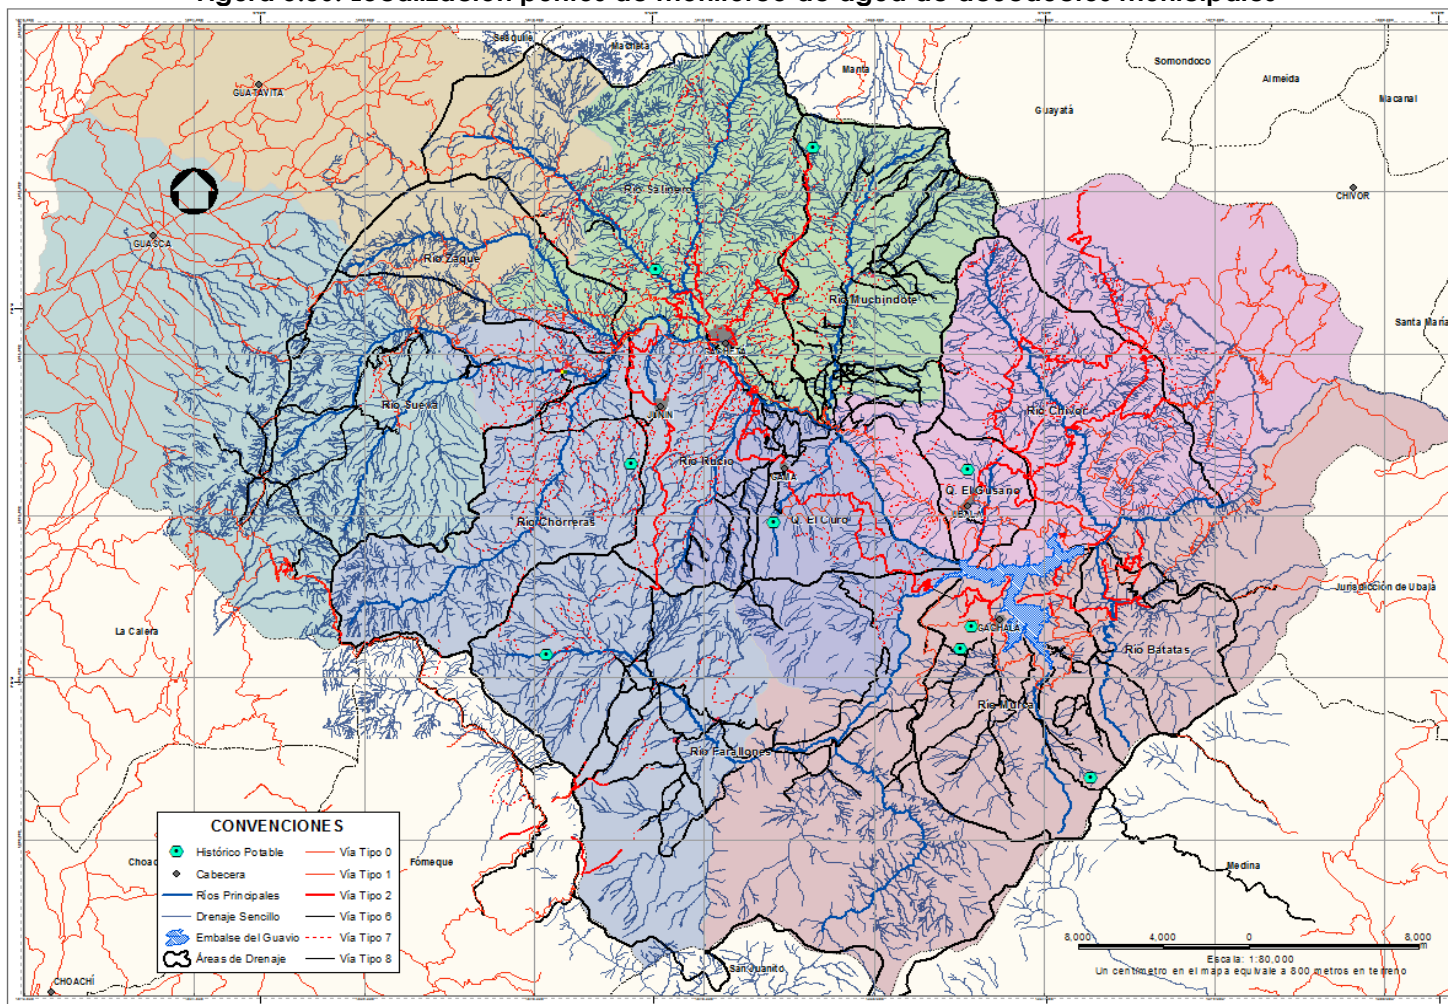 Sesquile
Macheta
Manta
Somondoco
Almeida
Macanal
Guayatá
GUATAVITA
CHIVOR
Río Salinero
GUASCA
Río Zaque
Río Muchindote
Santa María
Río Sueva
JUNIN
Río Chivor
Río Rucio
GAMA
Q. El Gusano
Río Chorreras
Q. El Curo
Jurisdicción de Ubalá
La Calera
GACHALA
Río Batatas
Río Murca
Río Farallones
CONVENCIONES
Histórico Potable
Vía Tipo 0
Cabecera
Vía Tipo 1
Ríos Principales
Vía Tipo 2
Drenaje Sencillo
Vía Tipo 6
Embalse del Guavio
Vía Tipo 7
Áreas de Drenaje
Vía Tipo 8
Choac
Fómeque
Medina
San Juanito
CHOACHÍ
8,000 4,000 0 8,000
m
Escala: 1:80,000
Un centímetro en el mapa equivale a 800 metros en terreno